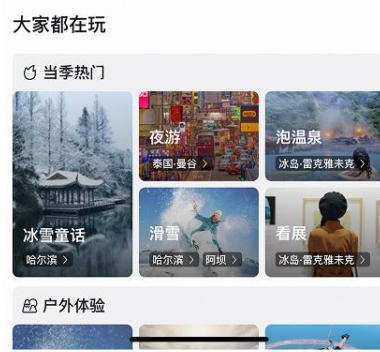 大家都在玩
当季热门
冰雪童话
哈尔滨
夜游
泰国·曼谷
泡温泉
冰岛·雷克雅未克
滑雪
哈尔滨 阿坝
看展
冰岛·雷克雅未克
户外体验